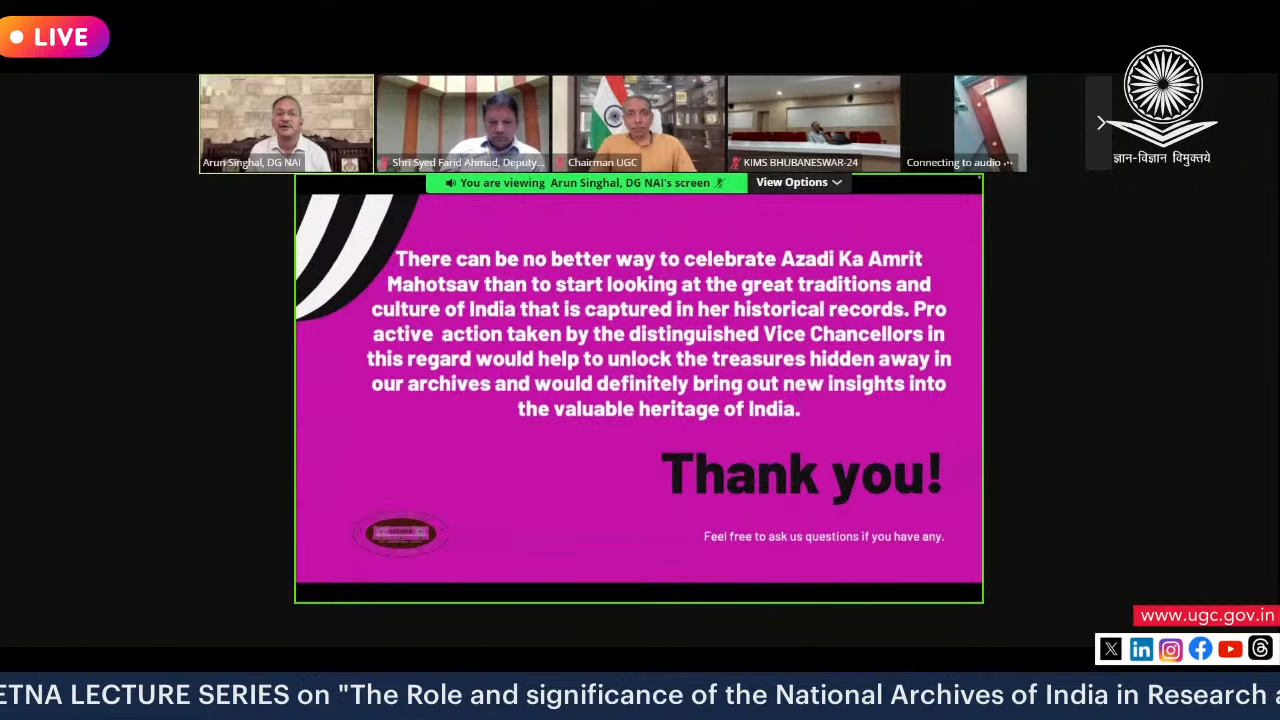 LIVE
Arun Singhal, DG NAI
Shri Syed Farid Ahmad, Deputy...
Chairman UGC
KIMS BHUBANESWAR-24
Connecting to audio ...
ज्ञान-विज्ञान विमुक्तये
You are viewing Arun Singhal, DG NAI's screen
View Options
There can be no better way to celebrate Azadi Ka Amrit
Mahotsav than to start looking at the great traditions and
culture of India that is captured in her historical records. Pro
active action taken by the distinguished Vice Chancellors in
this regard would help to unlock the treasures hidden away in
our archives and would definitely bring out new insights into
the valuable heritage of India.
Thank you!
Feel free to ask us questions if you have any.
www.ugc.gov.in
ETNA LECTURE SERIES on "The Role and significance of the National Archives of India in Research a